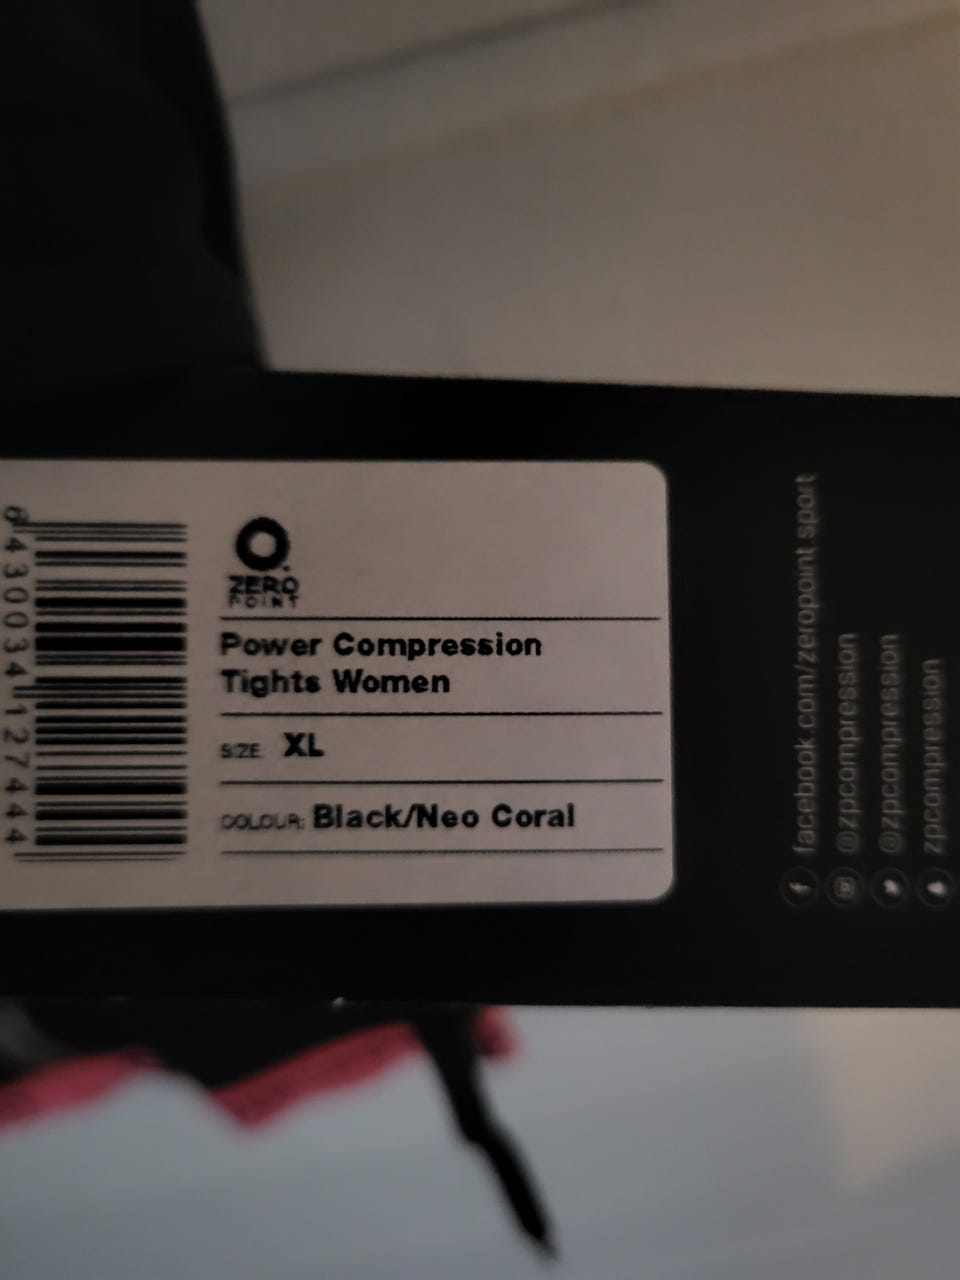 ZERO
POINT
Power Compression
Tights Women
SIZE XL
COLOUR: Black/Neo Coral
6430034127444
facebook.com/zeropoint.sport
@zpcompression
@zpcompression
zpcompression